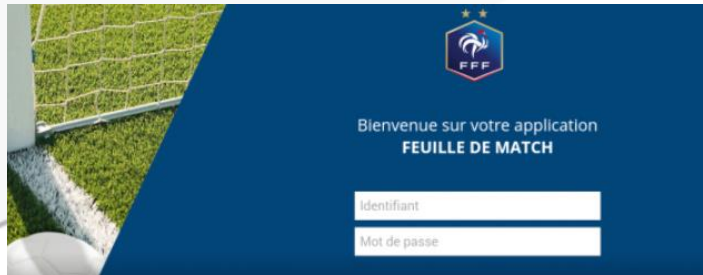 FFF
Bienvenue sur votre application
FEUILLE DE MATCH
Identifiant
Mot de passe